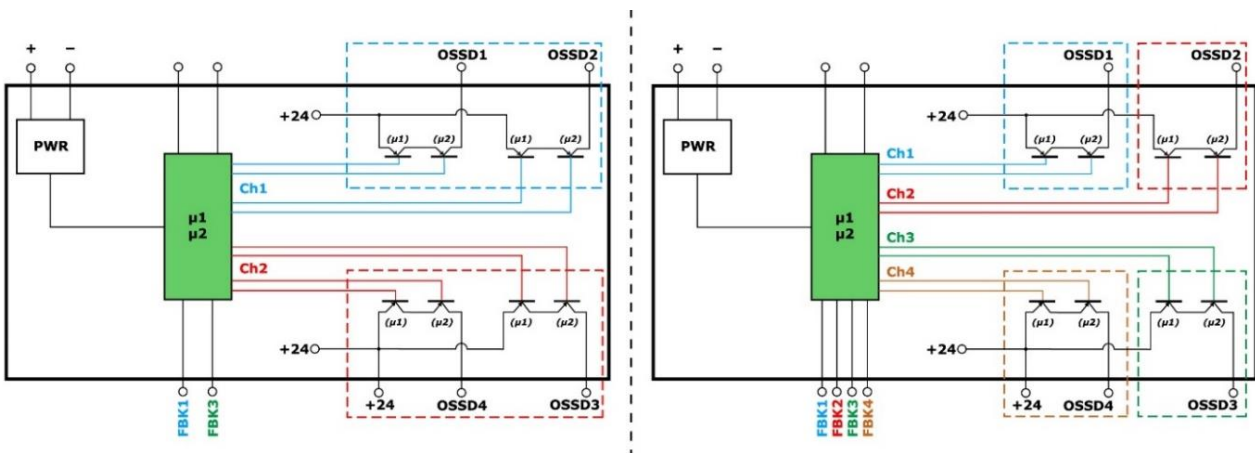 OSSD1
OSSD2
+ −
+24
(μ1) (μ2) (μ1) (μ2)
PWR
Ch1
μ1
μ2
Ch2
(μ1) (μ2) (μ1) (μ2)
+24
+24 OSSD4 OSSD3
FBK1
FBK3
OSSD1
OSSD2
+ −
+24
(μ1) (μ2) (μ1) (μ2)
PWR
Ch1
Ch2
μ1
μ2
Ch3
Ch4
(μ1) (μ2) (μ1) (μ2)
+24
+24 OSSD4 OSSD3
FBK1
FBK2
FBK3
FBK4